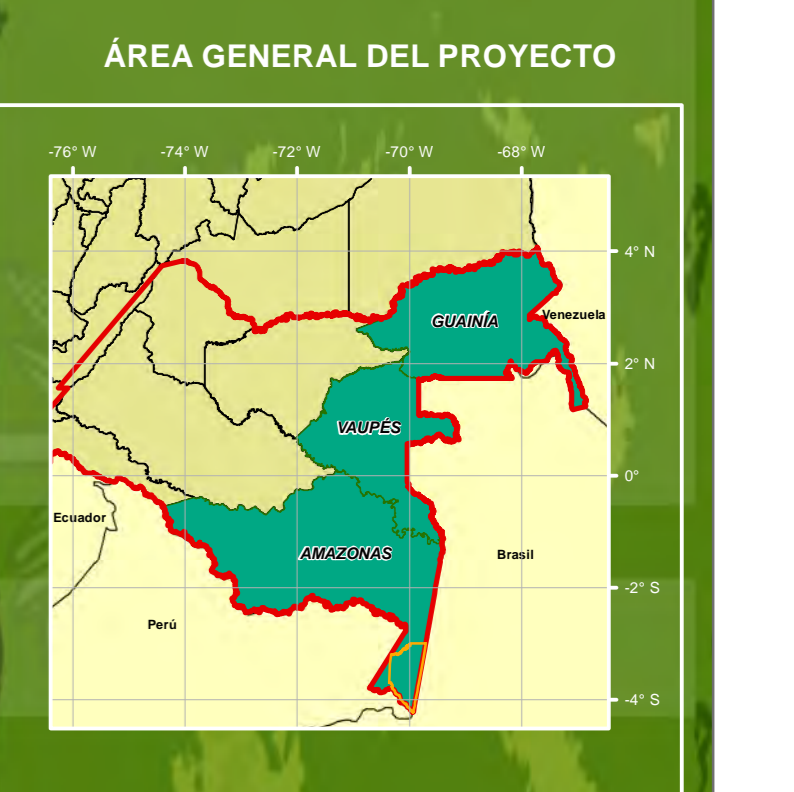 ÁREA GENERAL DEL PROYECTO
-76° W -74° W -72° W -70° W -68° W
4° N
GUAINÍA
Venezuela
2° N
VAUPÉS
0°
Ecuador
AMAZONAS
Brasil
-2° S
Perú
-4° S